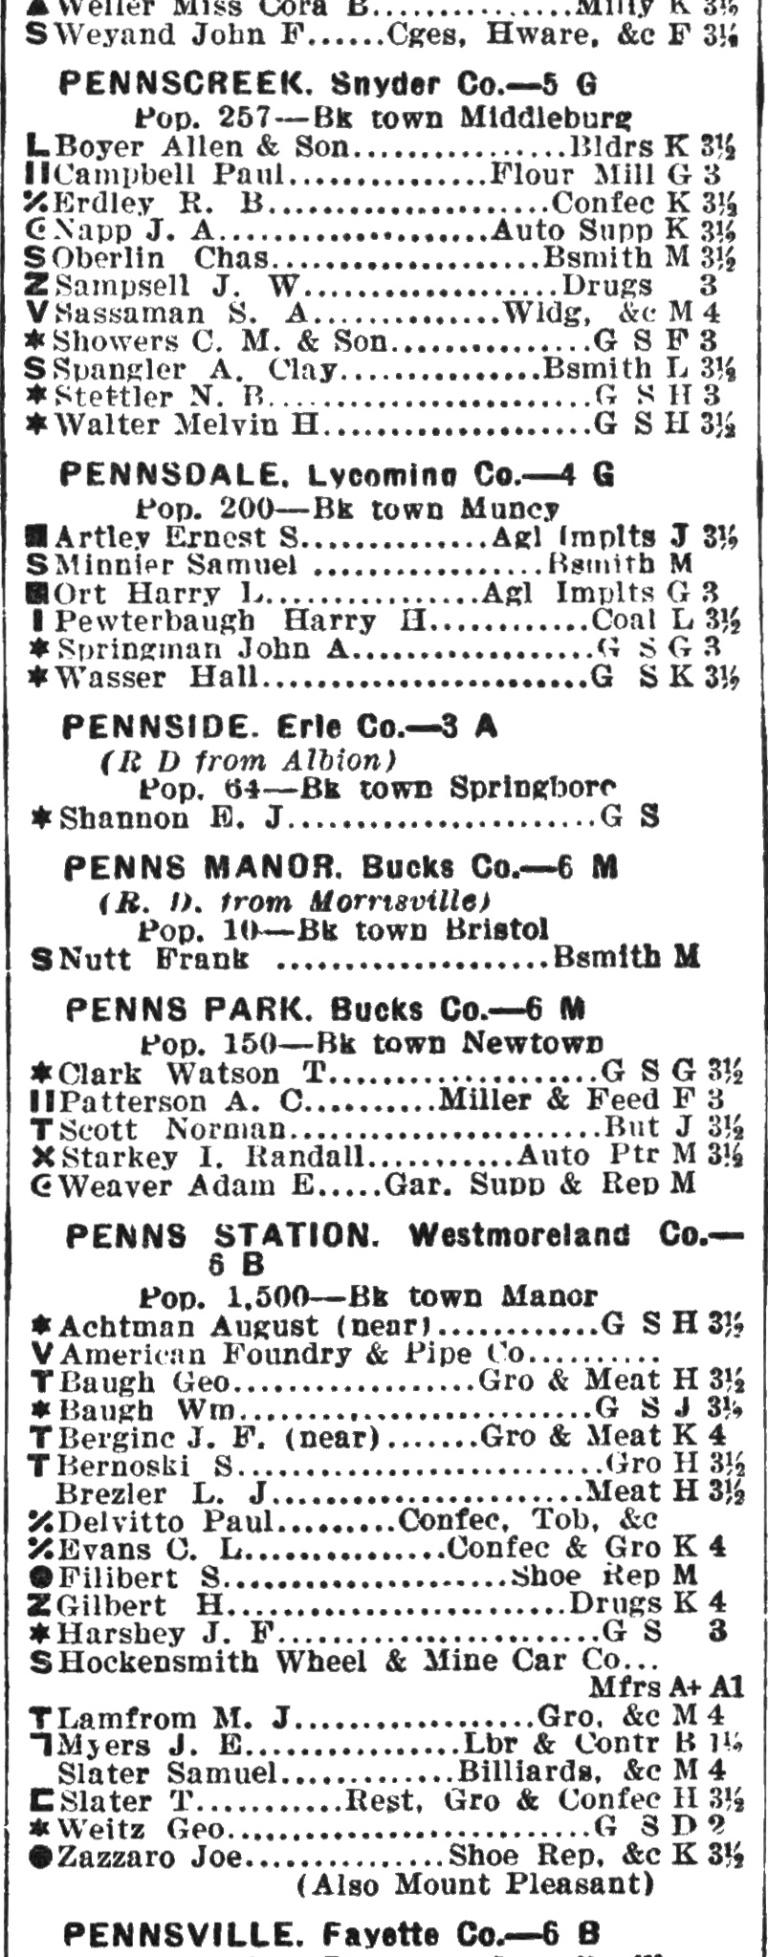 ▲ Weller Miss Cora B................Milly K 3½
S Weyand John F......Cges, Hware, &c F 3½
PENNSCREEK. Snyder Co.—5 G
Pop. 257—Bk town Middleburg
L Boyer Allen & Son................Bldrs K 3½
II Campbell Paul..............Flour Mill G 3
⁒ Erdley R. B....................Confec K 3½
G Napp J. A...................Auto Supp K 3½
S Oberlin Chas...................Bsmith M 3½
Z Sampsell J. W..................Drugs 3
V Sassaman S. A.............Wldg, &c M 4
* Showers C. M. & Son..............G S F 3
S Spangler A. Clay..............Bsmith L 3½
* Stettler N. B.......................G S H 3
* Walter Melvin H...................G S H 3½
PENNSDALE. Lycoming Co.—4 G
Pop. 200—Bk town Muncy
■ Artley Ernest S.............Agl Implts J 3½
S Minnier Samuel ................Bsmith M
■ Ort Harry L...............Agl Implts G 3
I Pewterbaugh Harry H...........Coal L 3½
* Springman John A.................G S G 3
* Wasser Hall.......................G S K 3½
PENNSIDE. Erie Co.—3 A
(R D from Albion)
Pop. 64—Bk town Springboro
* Shannon E. J......................G S
PENNS MANOR. Bucks Co.—6 M
(R. D. from Morrisville)
Pop. 10—Bk town Bristol
S Nutt Frank ...................Bsmith M
PENNS PARK. Bucks Co.—6 M
Pop. 150—Bk town Newtown
* Clark Watson T...................G S G 3½
II Patterson A. C..........Miller & Feed F 3
T Scott Norman......................But J 3½
X Starkey I. Randall...........Auto Ptr M 3½
G Weaver Adam E.....Gar. Supp & Rep M
PENNS STATION. Westmoreland Co.—
6 B
Pop. 1,500—Bk town Manor
* Achtman August (near)............G S H 3½
V American Foundry & Pipe Co..........
T Baugh Geo.................Gro & Meat H 3½
* Baugh Wm.........................G S J 3½
T Bergine J. F. (near).......Gro & Meat K 4
T Bernoski S..........................Gro H 3½
Brezler L. J......................Meat H 3½
⁒ Delvitto Paul.........Confec, Tob, &c
⁒ Evans C. L..............Confec & Gro K 4
● Filibert S....................Shoe Rep M
Z Gilbert H........................Drugs K 4
* Harshey J. F.......................G S 3
S Hockensmith Wheel & Mine Car Co...
Mfrs A+ A1
T Lamfrom M. J.................Gro, &c M 4
⅂ Myers J. E...............Lbr & Contr B 1½
Slater Samuel............Billiards, &c M 4
⊏ Slater T..........Rest, Gro & Confec H 3½
* Weitz Geo.........................G S D 2
● Zazzaro Joe..............Shoe Rep, &c K 3½
(Also Mount Pleasant)
PENNSVILLE. Fayette Co.—6 B